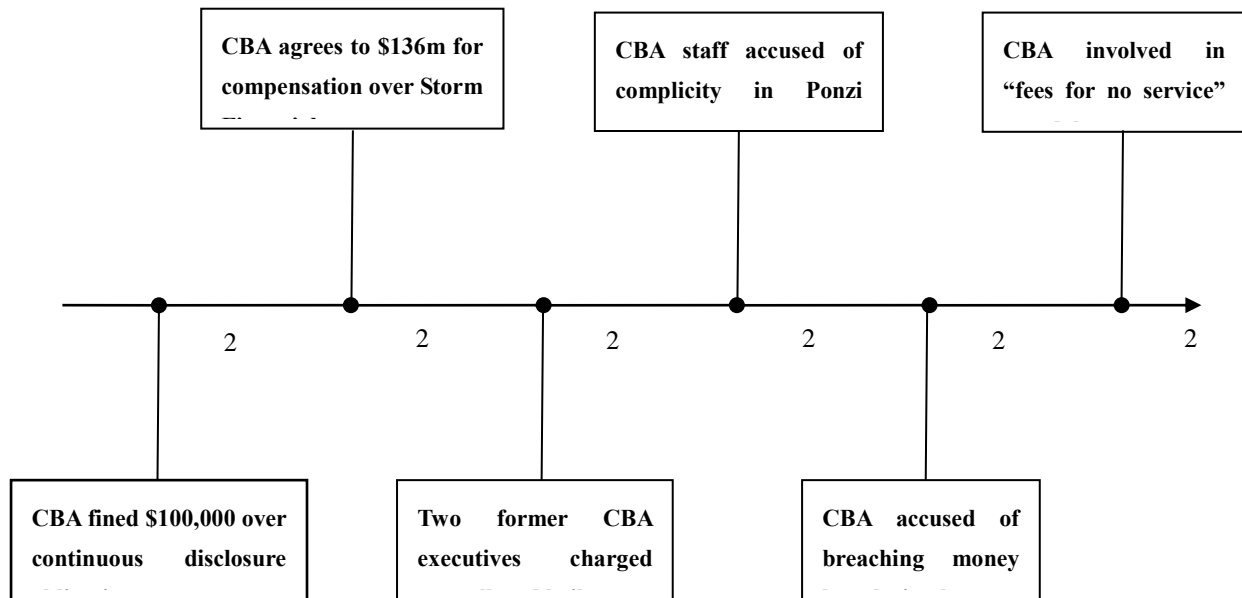 CBA agrees to $136m for
compensation over Storm
CBA staff accused of
complicity in Ponzi
CBA involved in
“fees for no service”
2 2 2 2 2 2
CBA fined $100,000 over
continuous disclosure
Two former CBA
executives charged
CBA accused of
breaching money